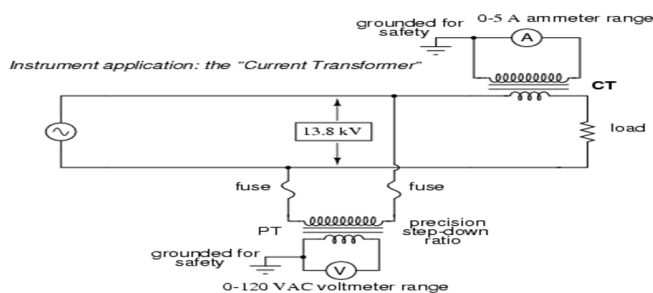 grounded for
safety
0-5 A ammeter range
A
Instrument application: the "Current Transformer"
CT
13.8 kV
load
fuse
fuse
PT
precision
step-down
ratio
grounded for
safety
V
0-120 VAC voltmeter range